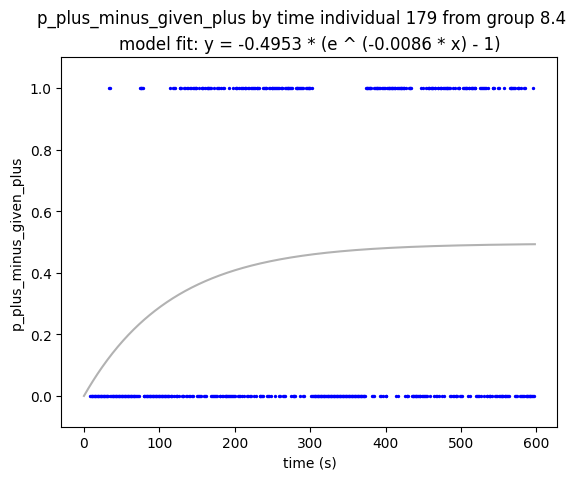 p_plus_minus_given_plus by time individual 179 from group 8.4
model fit: y = -0.4953 * (e ^ (-0.0086 * x) - 1)
p_plus_minus_given_plus
1.0
0.8
0.6
0.4
0.2
0.0
0 100 200 300 400 500 600
time (s)